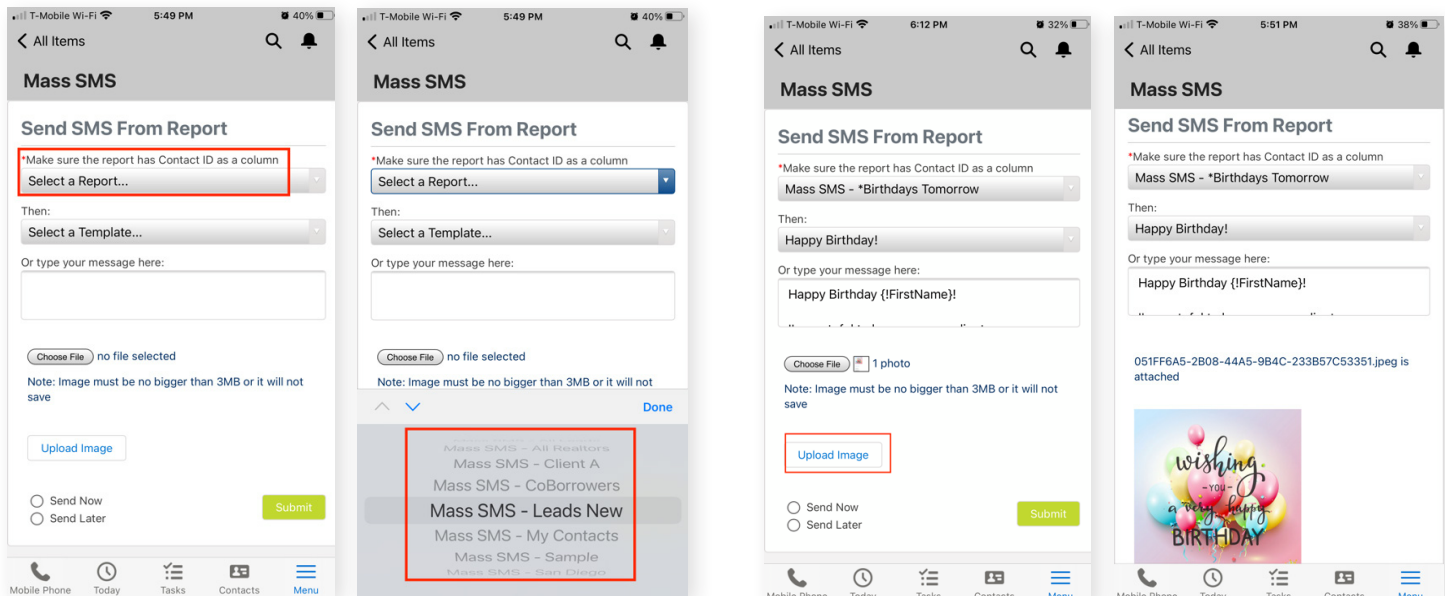 T-Mobile Wi-Fi 5:49 PM 40%
All Items
Mass SMS
Send SMS From Report
*Make sure the report has Contact ID as a column
Select a Report...
Then:
Select a Template...
Or type your message here:
Choose File no file selected
Note: Image must be no bigger than 3MB or it will not
save
Upload Image
Send Now
Send Later
Submit
Mobile Phone Today Tasks Contacts Menu
T-Mobile Wi-Fi 5:49 PM 40%
All Items
Mass SMS
Send SMS From Report
*Make sure the report has Contact ID as a column
Select a Report...
Then:
Select a Template...
Or type your message here:
Choose File no file selected
Note: Image must be no bigger than 3MB or it will not
Done
Mass SMS - All Realtors
Mass SMS - Client A
Mass SMS - CoBorrowers
Mass SMS - Leads New
Mass SMS - My Contacts
Mass SMS - Sample
Mass SMS - San Diego
T-Mobile Wi-Fi 6:12 PM 32%
All Items
Mass SMS
Send SMS From Report
*Make sure the report has Contact ID as a column
Mass SMS - *Birthdays Tomorrow
Then:
Happy Birthday!
Or type your message here:
Happy Birthday {!FirstName}!
Choose File 1 photo
Note: Image must be no bigger than 3MB or it will not
save
Upload Image
Send Now
Send Later
Submit
Mobile Phone Today Tasks Contacts Menu
T-Mobile Wi-Fi 5:51 PM 38%
All Items
Mass SMS
Send SMS From Report
*Make sure the report has Contact ID as a column
Mass SMS - *Birthdays Tomorrow
Then:
Happy Birthday!
Or type your message here:
Happy Birthday {!FirstName}!
051FF6A5-2B08-44A5-9B4C-233B57C53351.jpeg is
attached
wishing
-YOU-
a very happy
BIRTHDAY
Mobile Phone Today Tasks Contacts Menu